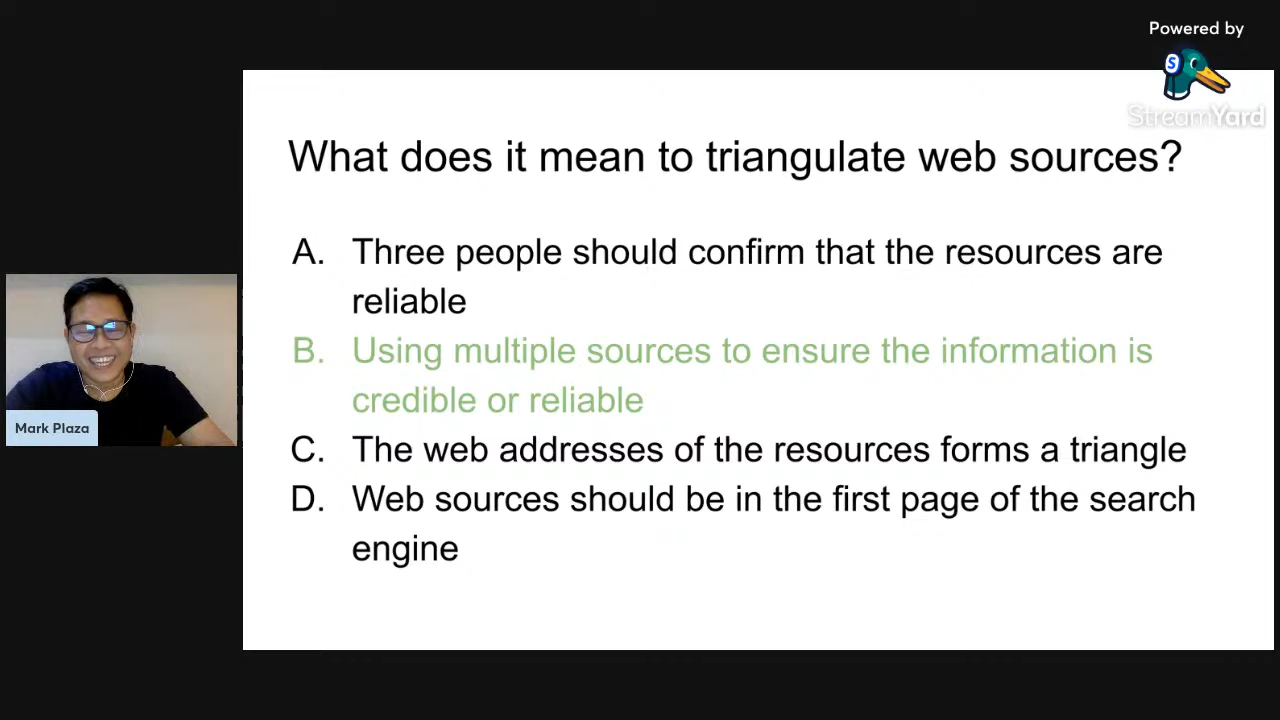 Powered by
S
StreamYard
What does it mean to triangulate web sources?
A. Three people should confirm that the resources are
reliable
B. Using multiple sources to ensure the information is
credible or reliable
C. The web addresses of the resources forms a triangle
D. Web sources should be in the first page of the search
engine
Mark Plaza